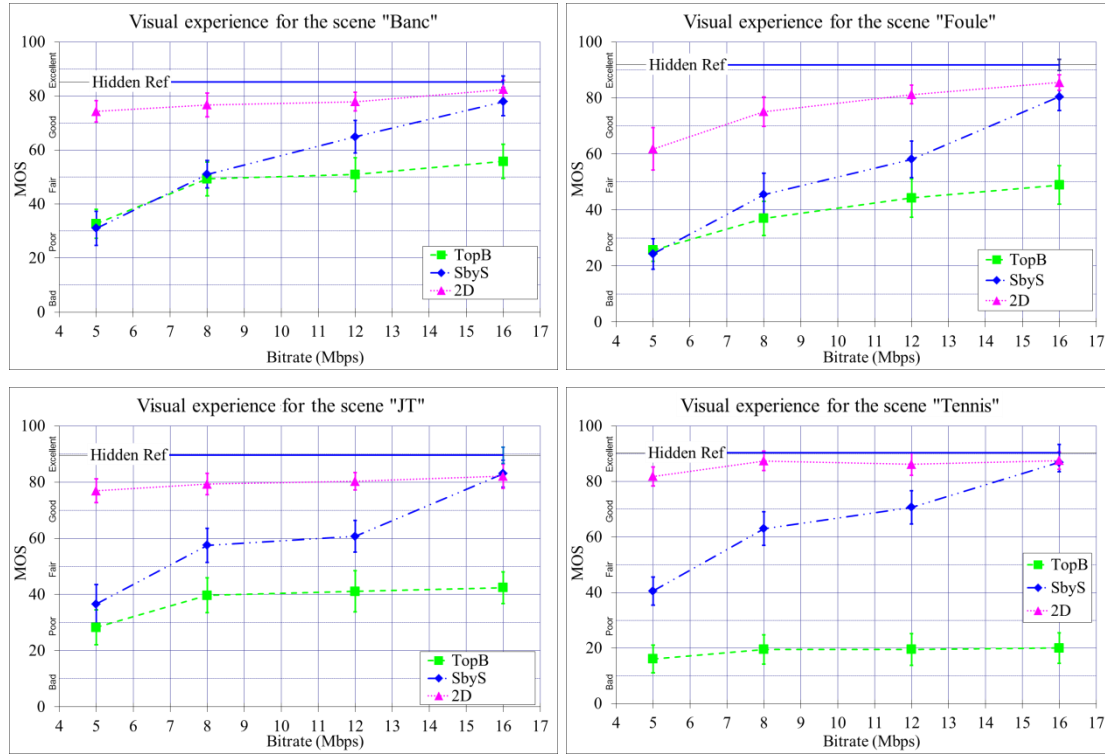 Visual experience for the scene "Banc"
100
80
60
40
20
0
MOS
Excellent
Good
Fair
Poor
Bad
Hidden Ref
TopB
SbyS
2D
4 5 6 7 8 9 10 11 12 13 14 15 16 17
Bitrate (Mbps)
Visual experience for the scene "Foule"
100
80
60
40
20
0
MOS
Excellent
Good
Fair
Poor
Bad
Hidden Ref
TopB
SbyS
2D
4 5 6 7 8 9 10 11 12 13 14 15 16 17
Bitrate (Mbps)
Visual experience for the scene "JT"
100
80
60
40
20
0
MOS
Excellent
Good
Fair
Poor
Bad
Hidden Ref
TopB
SbyS
2D
4 5 6 7 8 9 10 11 12 13 14 15 16 17
Bitrate (Mbps)
Visual experience for the scene "Tennis"
100
80
60
40
20
0
MOS
Excellent
Good
Fair
Poor
Bad
Hidden Ref
TopB
SbyS
2D
4 5 6 7 8 9 10 11 12 13 14 15 16 17
Bitrate (Mbps)